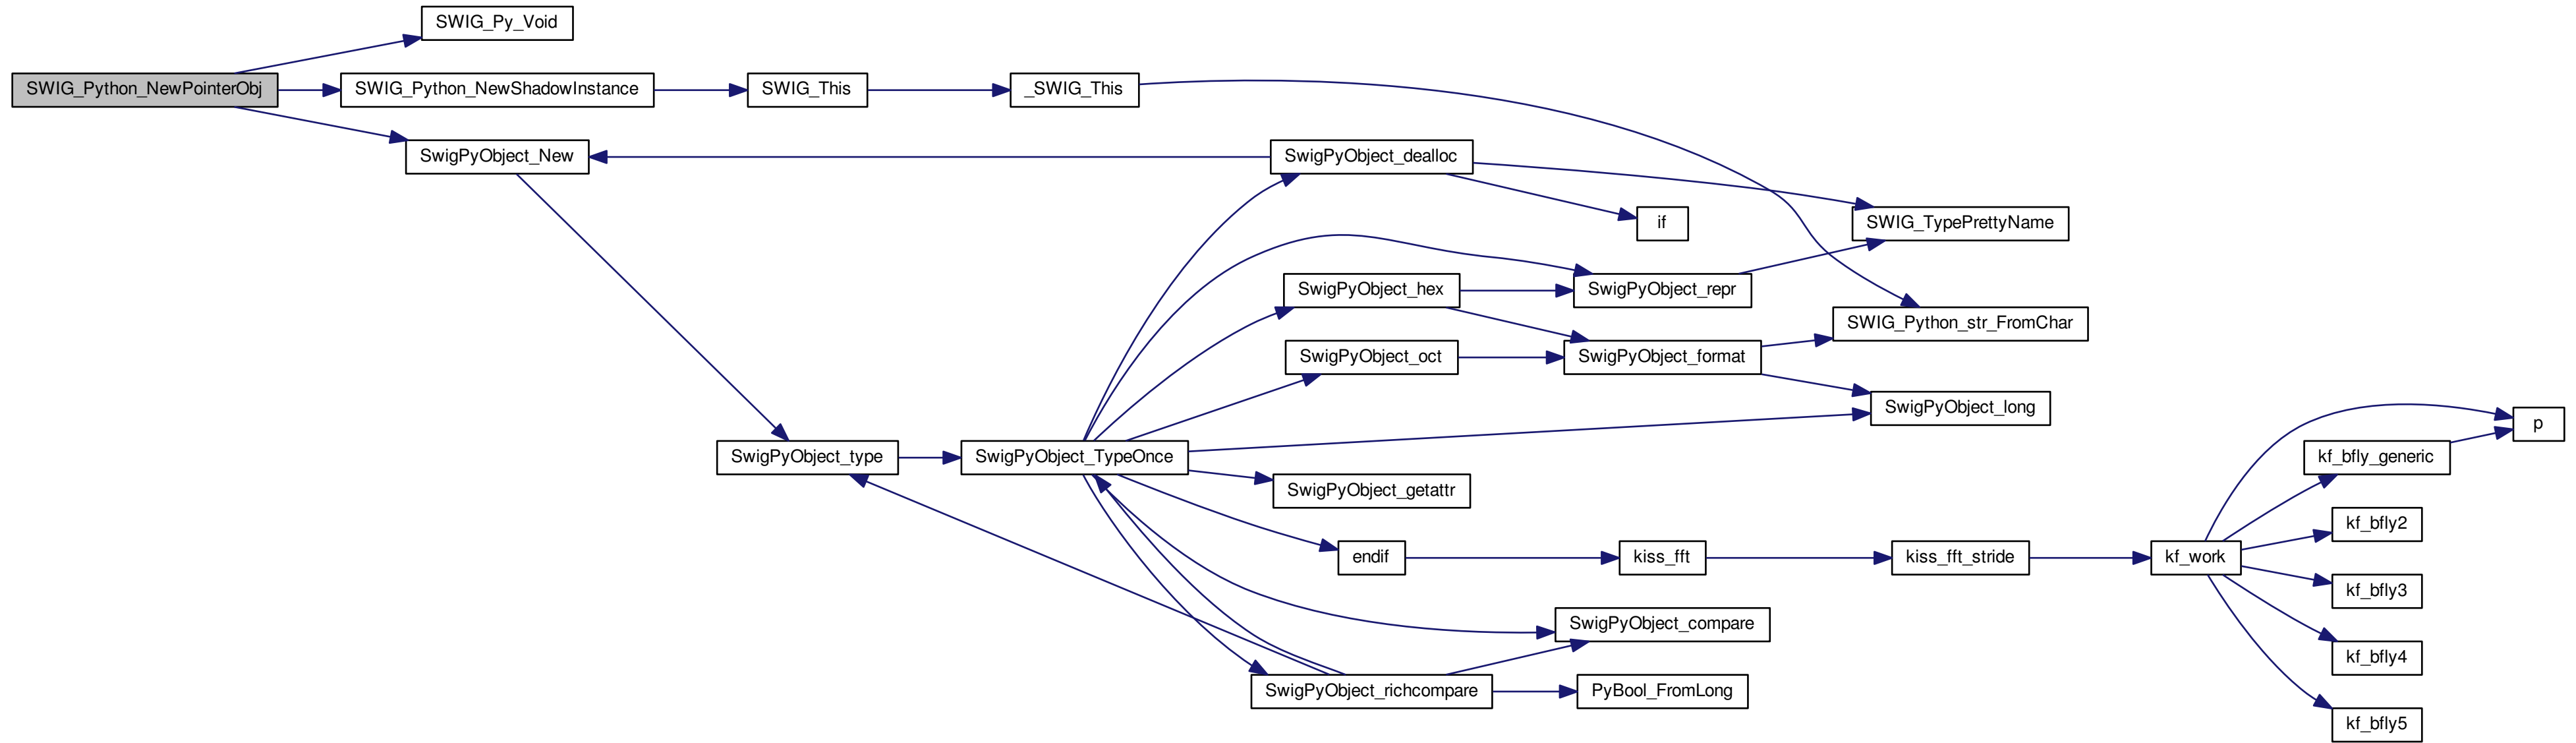 SWIG_Py_Void
SWIG_Python_NewPointerObj
SWIG_Python_NewShadowInstance
SWIG_This
_SWIG_This
SwigPyObject_New
SwigPyObject_dealloc
if
SWIG_TypePrettyName
SwigPyObject_hex
SwigPyObject_repr
SWIG_Python_str_FromChar
SwigPyObject_oct
SwigPyObject_format
SwigPyObject_long
p
SwigPyObject_type
SwigPyObject_TypeOnce
kf_bfly_generic
SwigPyObject_getattr
kf_bfly2
endif
kiss_fft
kiss_fft_stride
kf_work
kf_bfly3
SwigPyObject_compare
kf_bfly4
SwigPyObject_richcompare
PyBool_FromLong
kf_bfly5